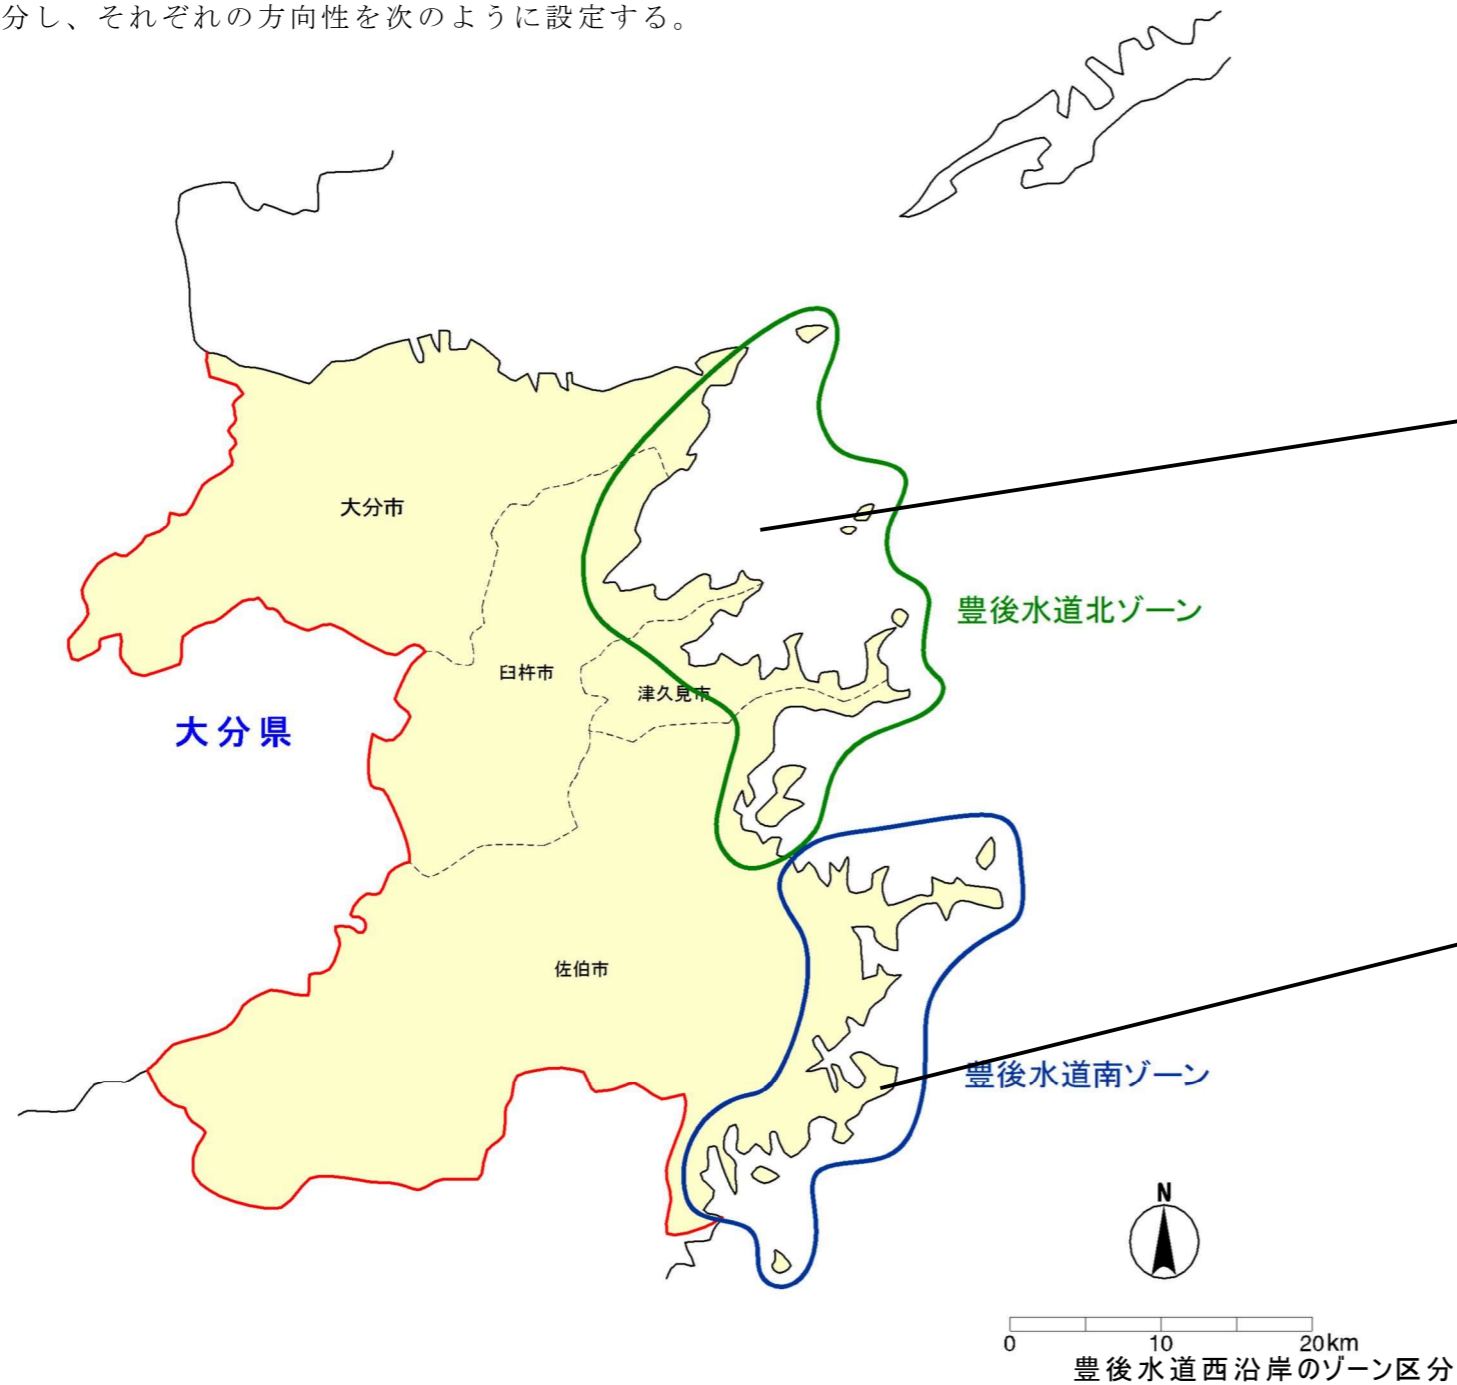 分し、それぞれの方向性を次のように設定する。
大分市
豊後水道北ゾーン
臼杵市
津久見市
大分県
佐伯市
豊後水道南ゾーン
N
0 10 20km
豊後水道西沿岸のゾーン区分